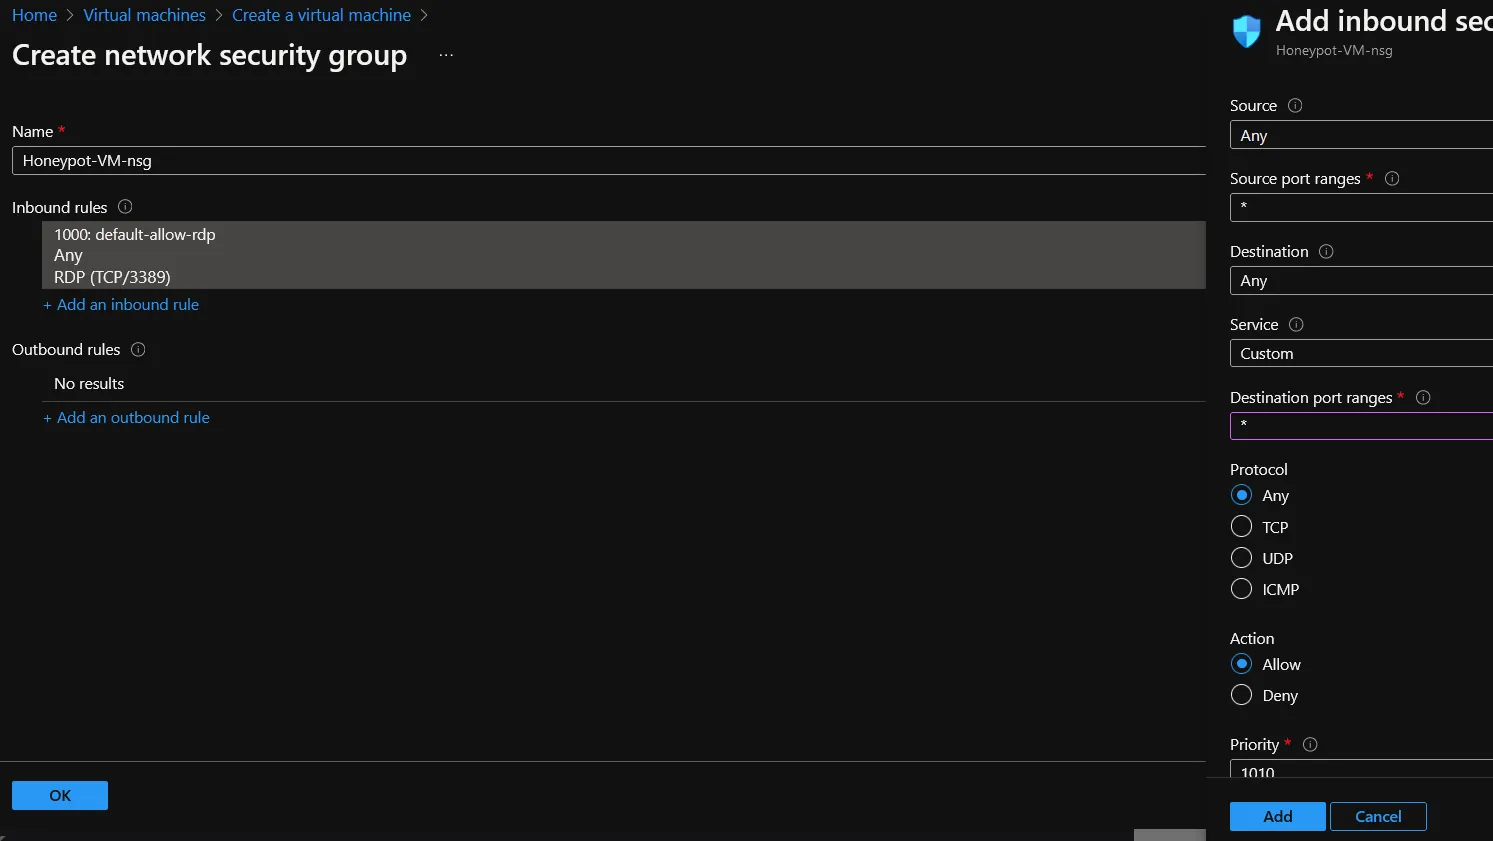 Home > Virtual machines > Create a virtual machine >
Create network security group ...
Name *
Honeypot-VM-nsg
Inbound rules
1000: default-allow-rdp
Any
RDP (TCP/3389)
+ Add an inbound rule
Outbound rules
No results
+ Add an outbound rule
OK
Add inbound sec
Honeypot-VM-nsg
Source
Any
Source port ranges *
*
Destination
Any
Service
Custom
Destination port ranges *
*
Protocol
Any
TCP
UDP
ICMP
Action
Allow
Deny
Priority *
1010
Add
Cancel